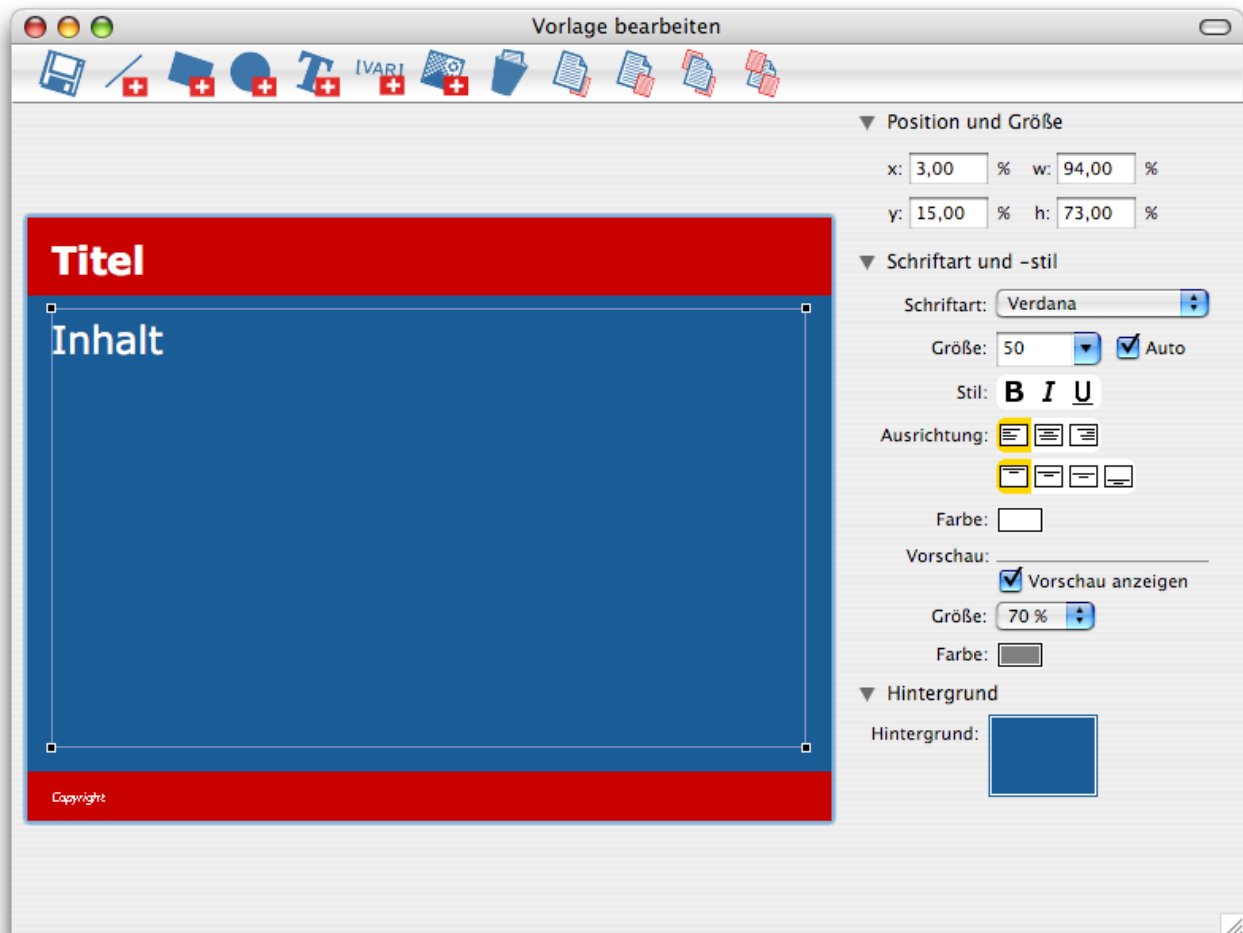 Vorlage bearbeiten
[VAR]
Position und Größe
x: 3,00 % w: 94,00 %
y: 15,00 % h: 73,00 %
Titel
Inhalt
Copyright
Schriftart und -stil
Schriftart: Verdana
Größe: 50 Auto
Stil: B I U
Ausrichtung:
Farbe:
Vorschau:
Vorschau anzeigen
Größe: 70 %
Farbe:
Hintergrund
Hintergrund: